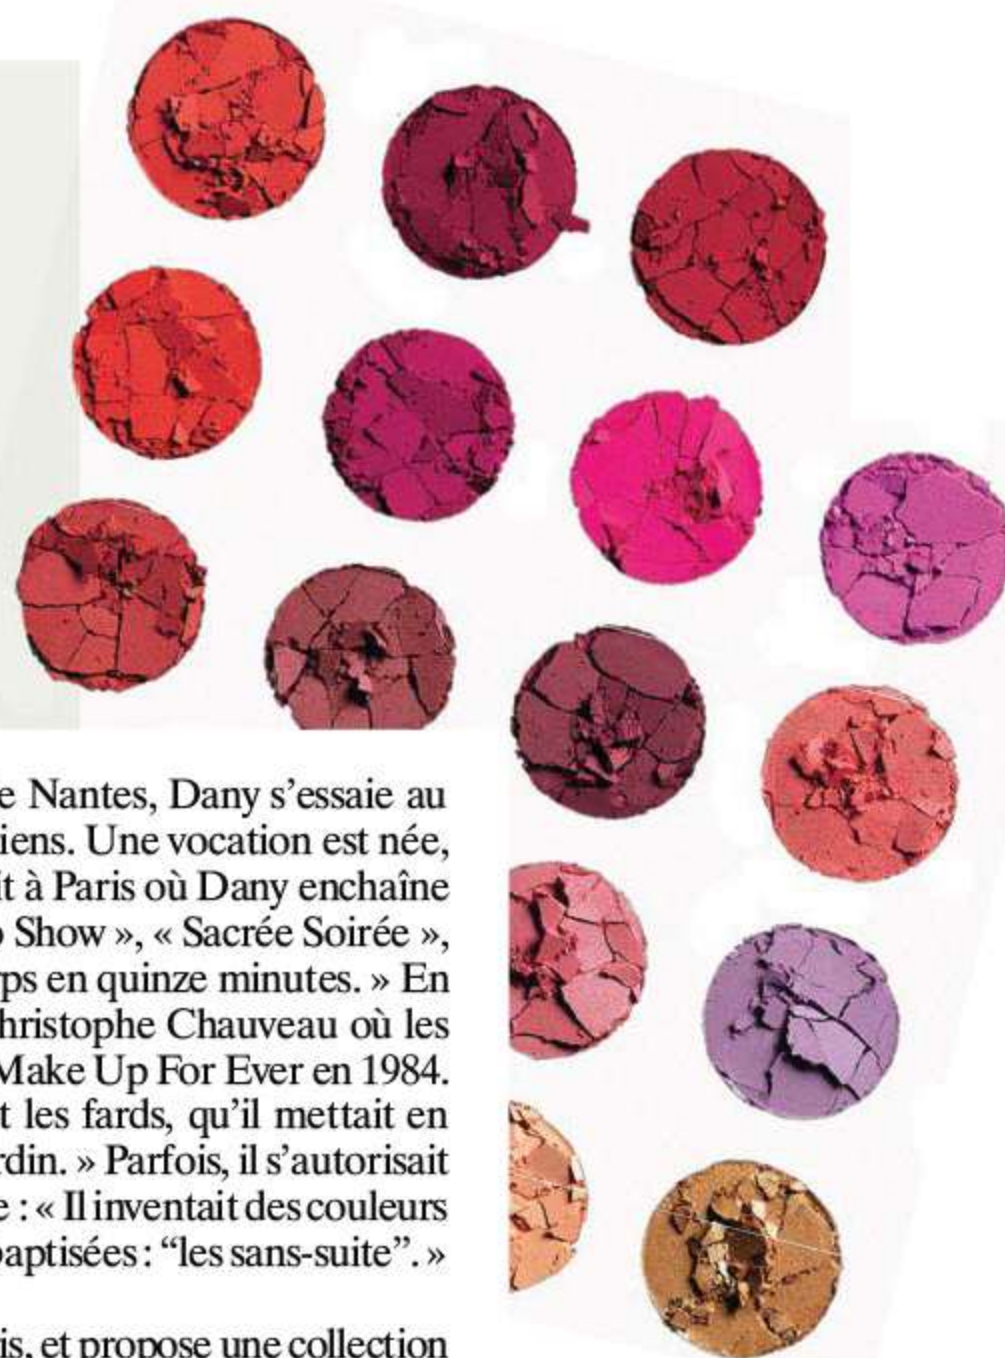 e Nantes, Dany s’essaie au
iens. Une vocation est née,
it à Paris où Dany enchaîne
Show », « Sacrée Soirée »,
ps en quinze minutes. » En
hristophe Chauveau où les
Make Up For Ever en 1984.
t les fards, qu’il mettait en
rdin. » Parfois, il s’autorisait
e : « Il inventait des couleurs
baptisées : “les sans-suite”. »
is, et propose une collection